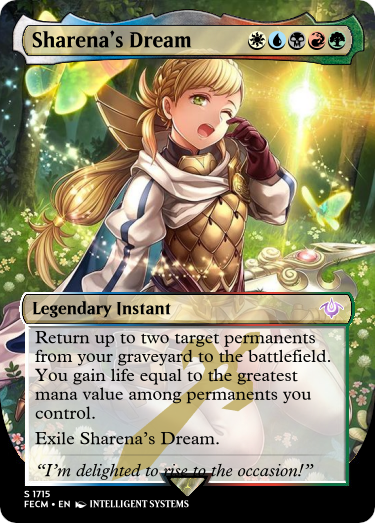 Sharena's Dream
Legendary Instant
Return up to two target permanents
from your graveyard to the battlefield.
You gain life equal to the greatest
mana value among permanents you
control.
Exile Sharena's Dream.
“I'm delighted to rise to the occasion!”
S 1715
FECM • EN INTELLIGENT SYSTEMS